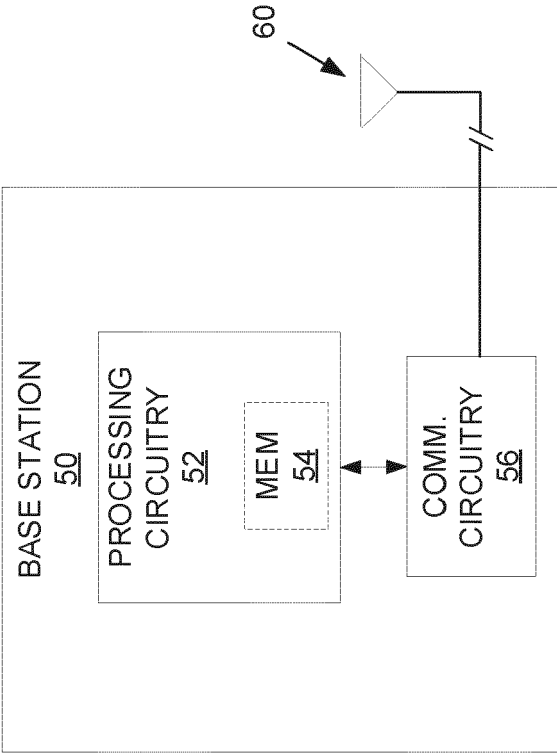 BASE STATION
50
PROCESSING
CIRCUITRY
52
MEM
54
COMM.
CIRCUITRY
56
60